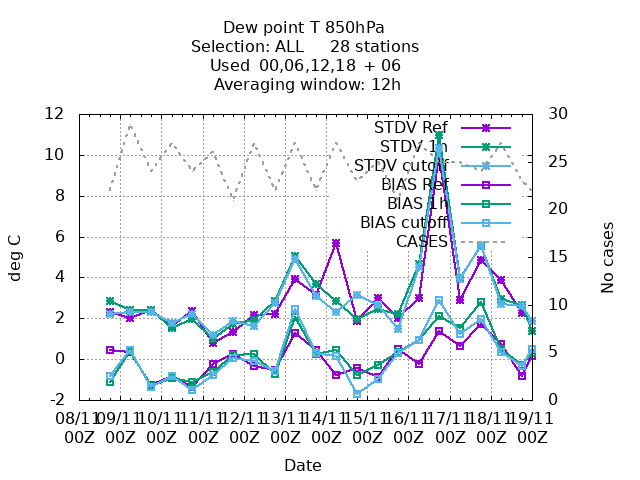 Dew point T 850hPa
Selection: ALL 28 stations
Used 00,06,12,18 + 06
Averaging window: 12h
12
10
8
6
4
2
0
-2
30
25
20
15
10
5
0
deg C
No cases
STDV Ref
STDV 1h
STDV cutoff
BIAS Ref
BIAS 1h
BIAS cutoff
CASES
08/11 09/11 10/11 11/11 12/11 13/11 14/11 15/11 16/11 17/11 18/11 19/11
00Z 00Z 00Z 00Z 00Z 00Z 00Z 00Z 00Z 00Z 00Z 00Z
Date